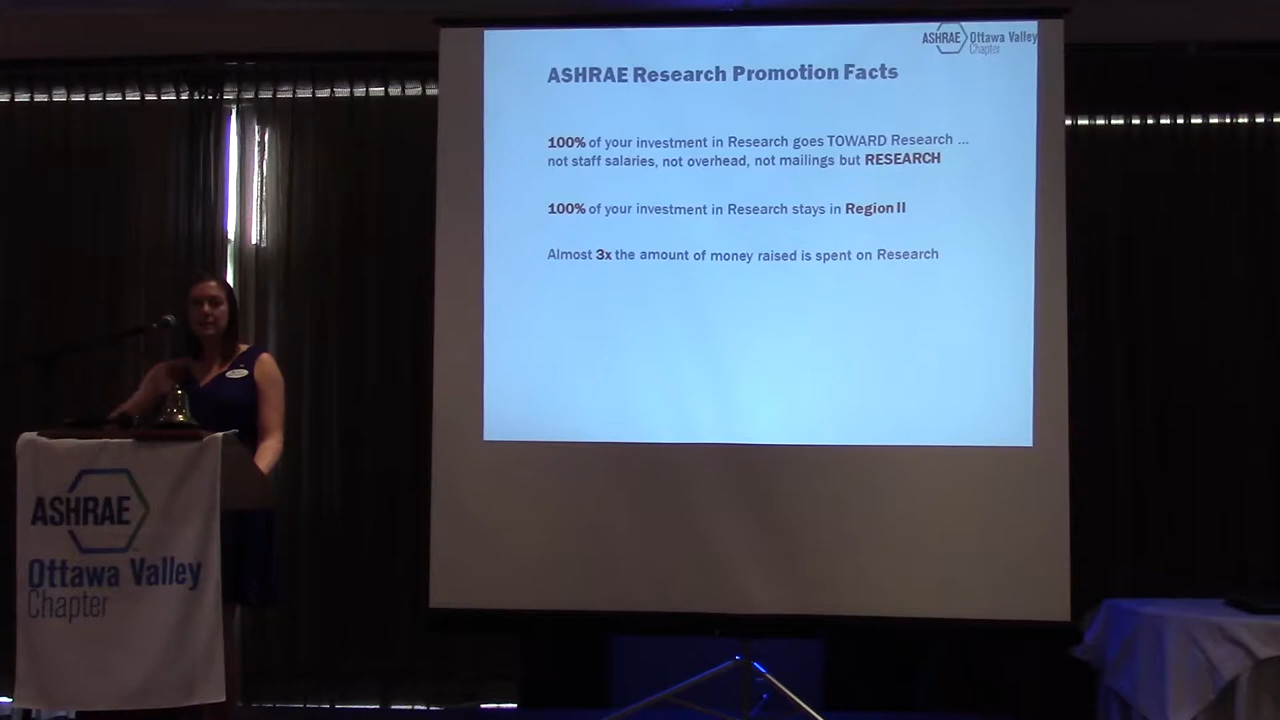 ASHRAE Ottawa Valley
Chapter
ASHRAE Research Promotion Facts
100% of your investment in Research goes TOWARD Research ...
not staff salaries, not overhead, not mailings but RESEARCH
100% of your investment in Research stays in Region II
Almost 3x the amount of money raised is spent on Research
ASHRAE
Ottawa Valley
Chapter